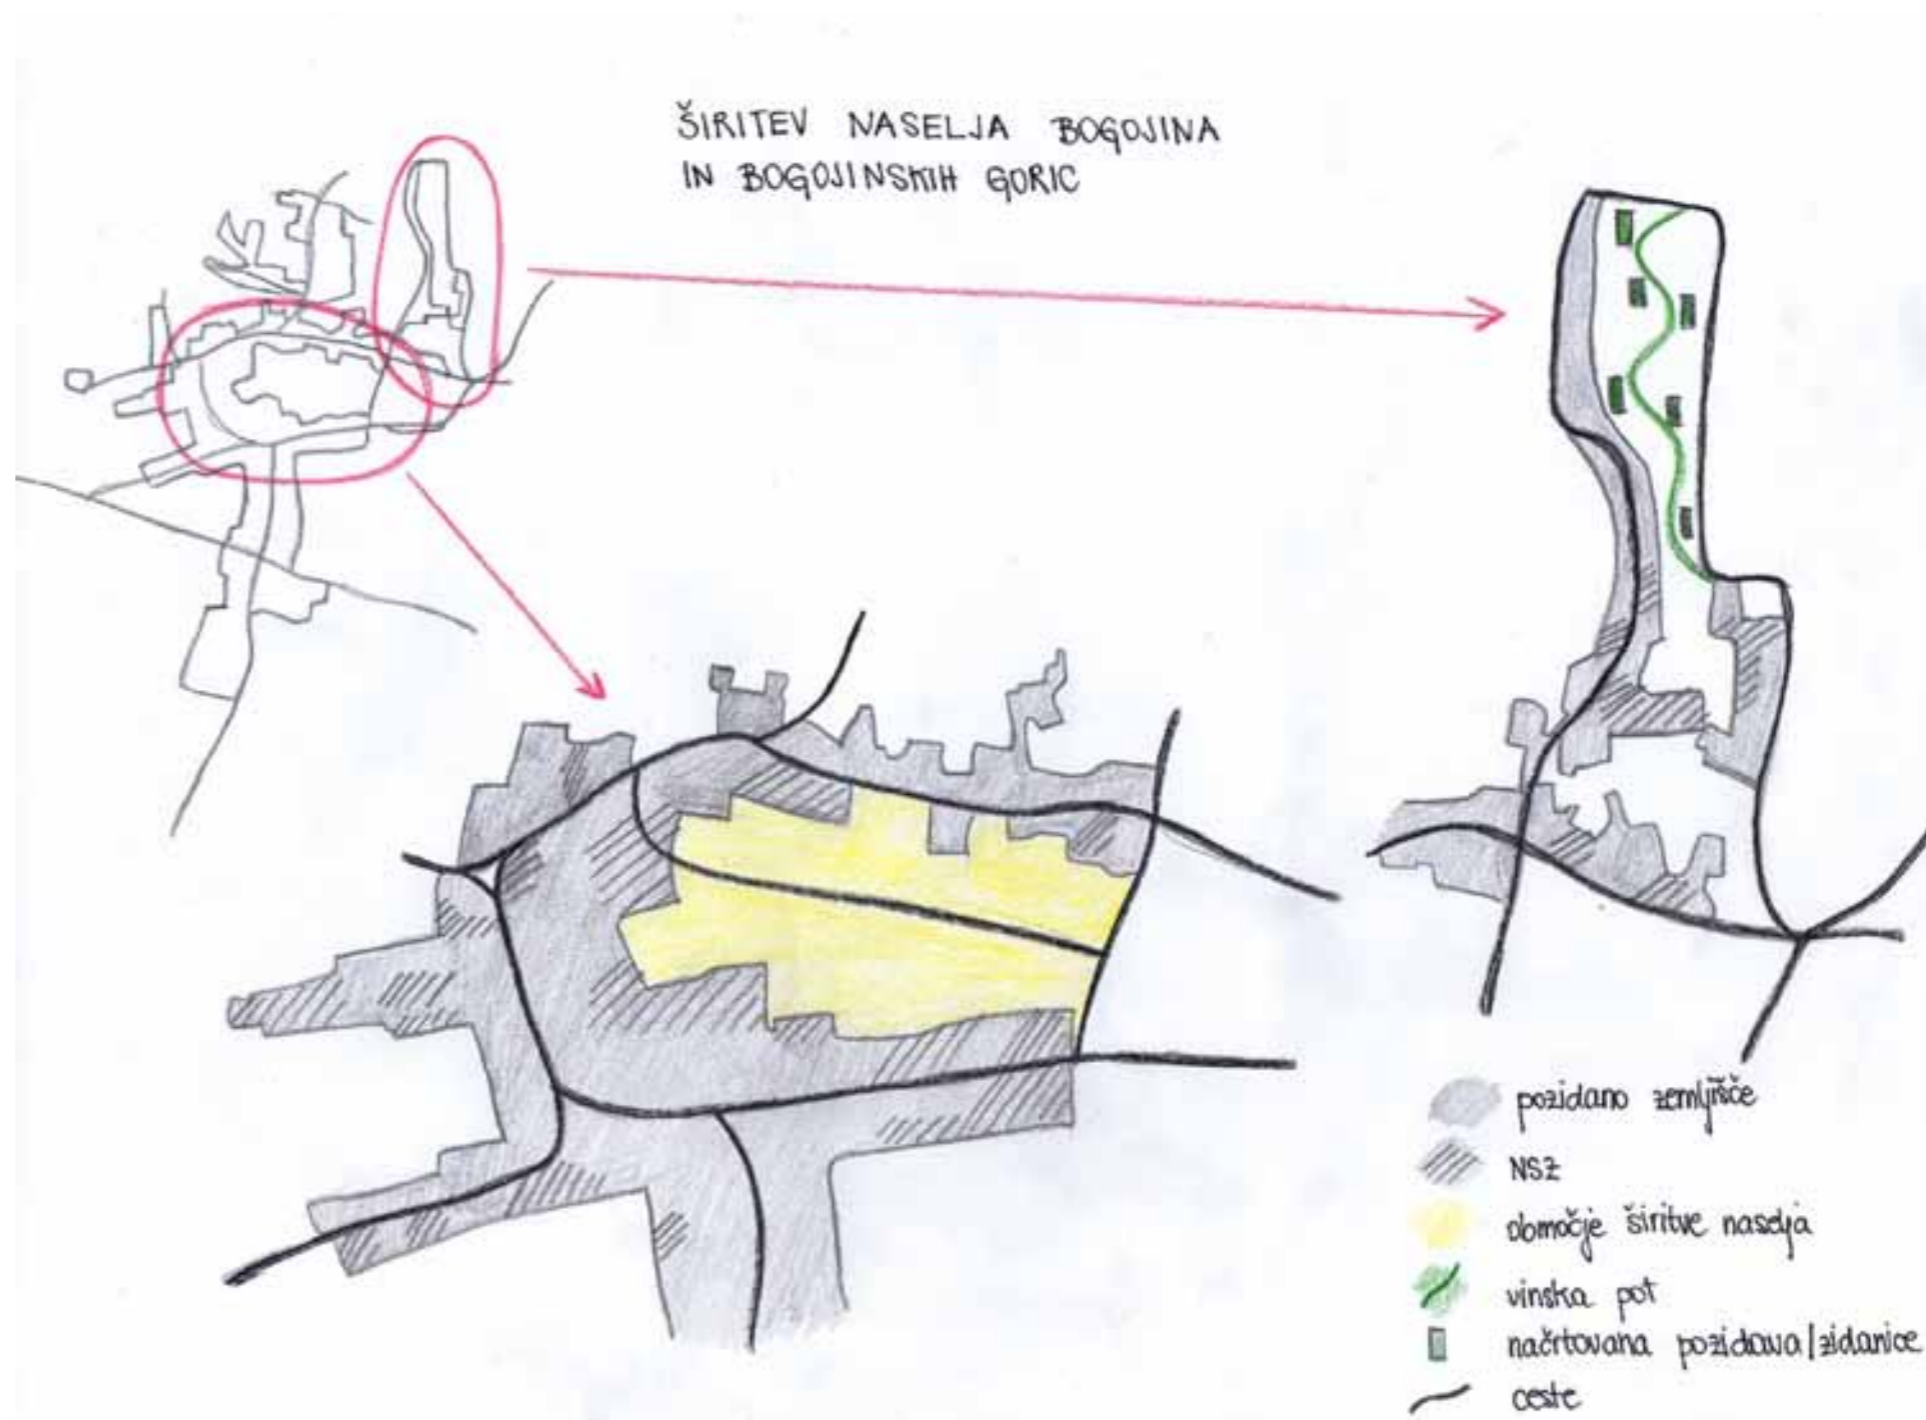 ŠIRITEV NASELJA BOGOJINA
IN BOGOJINSKIH GORIC
pozidano zemljišče
NSZ
območje širitve naselja
vinska pot
načrtovana pozidava/zidanice
ceste